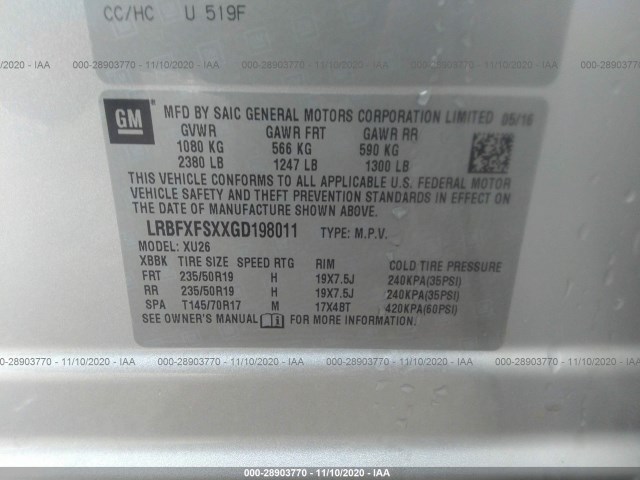 CC/HC U 519F
000-28903770 - 11/10/2020 - IAA
GM
MFD BY SAIC GENERAL MOTORS CORPORATION LIMITED 05/16
GVWR GAWR FRT GAWR RR
1080 KG 566 KG 590 KG
2380 LB 1247 LB 1300 LB
THIS VEHICLE CONFORMS TO ALL APPLICABLE U.S. FEDERAL MOTOR
VEHICLE SAFETY AND THEFT PREVENTION STANDARDS IN EFFECT ON
THE DATE OF MANUFACTURE SHOWN ABOVE.
LRBFXFSXXGD198011 TYPE: M.P.V.
MODEL: XU26
XBBK TIRE SIZE SPEED RTG RIM COLD TIRE PRESSURE
FRT 235/50R19 H 19X7.5J 240KPA(35PSI)
RR 235/50R19 H 19X7.5J 240KPA(35PSI)
SPA T145/70R17 M 17X4BT 420KPA(60PSI)
SEE OWNER'S MANUAL FOR MORE INFORMATION
000-28903770 - 11/10/2020 - IAA
000-28903770 - 11/10/2020 - IAA